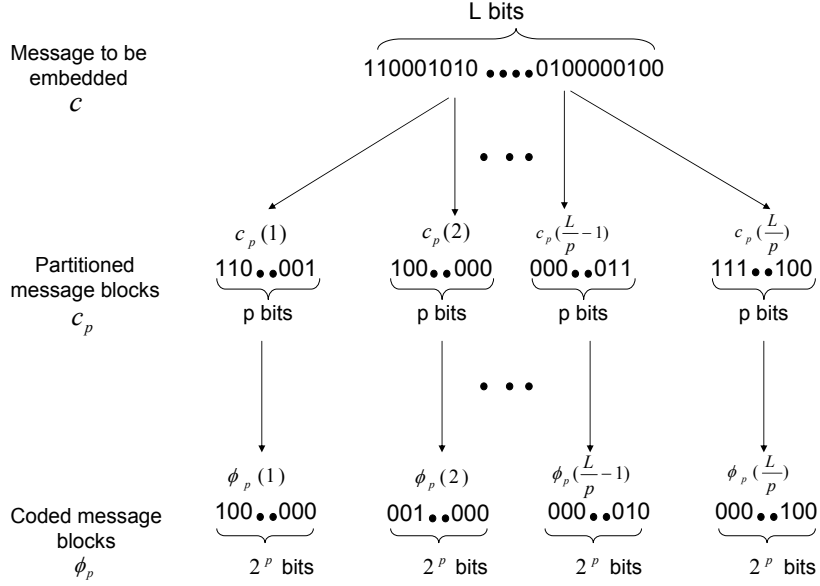 L bits
Message to be
embedded
c
110001010 •••• 0100000100
• • •
c_p(1) c_p(2) c_p(L/p−1) c_p(L/p)
Partitioned
message blocks
c_p
110••001 100••000 000••011 111••100
p bits p bits p bits p bits
• • •
ϕ_p(1) ϕ_p(2) ϕ_p(L/p−1) ϕ_p(L/p)
Coded message
blocks
ϕ_p
100••000 001••000 000••010 000••100
2^p bits 2^p bits 2^p bits 2^p bits